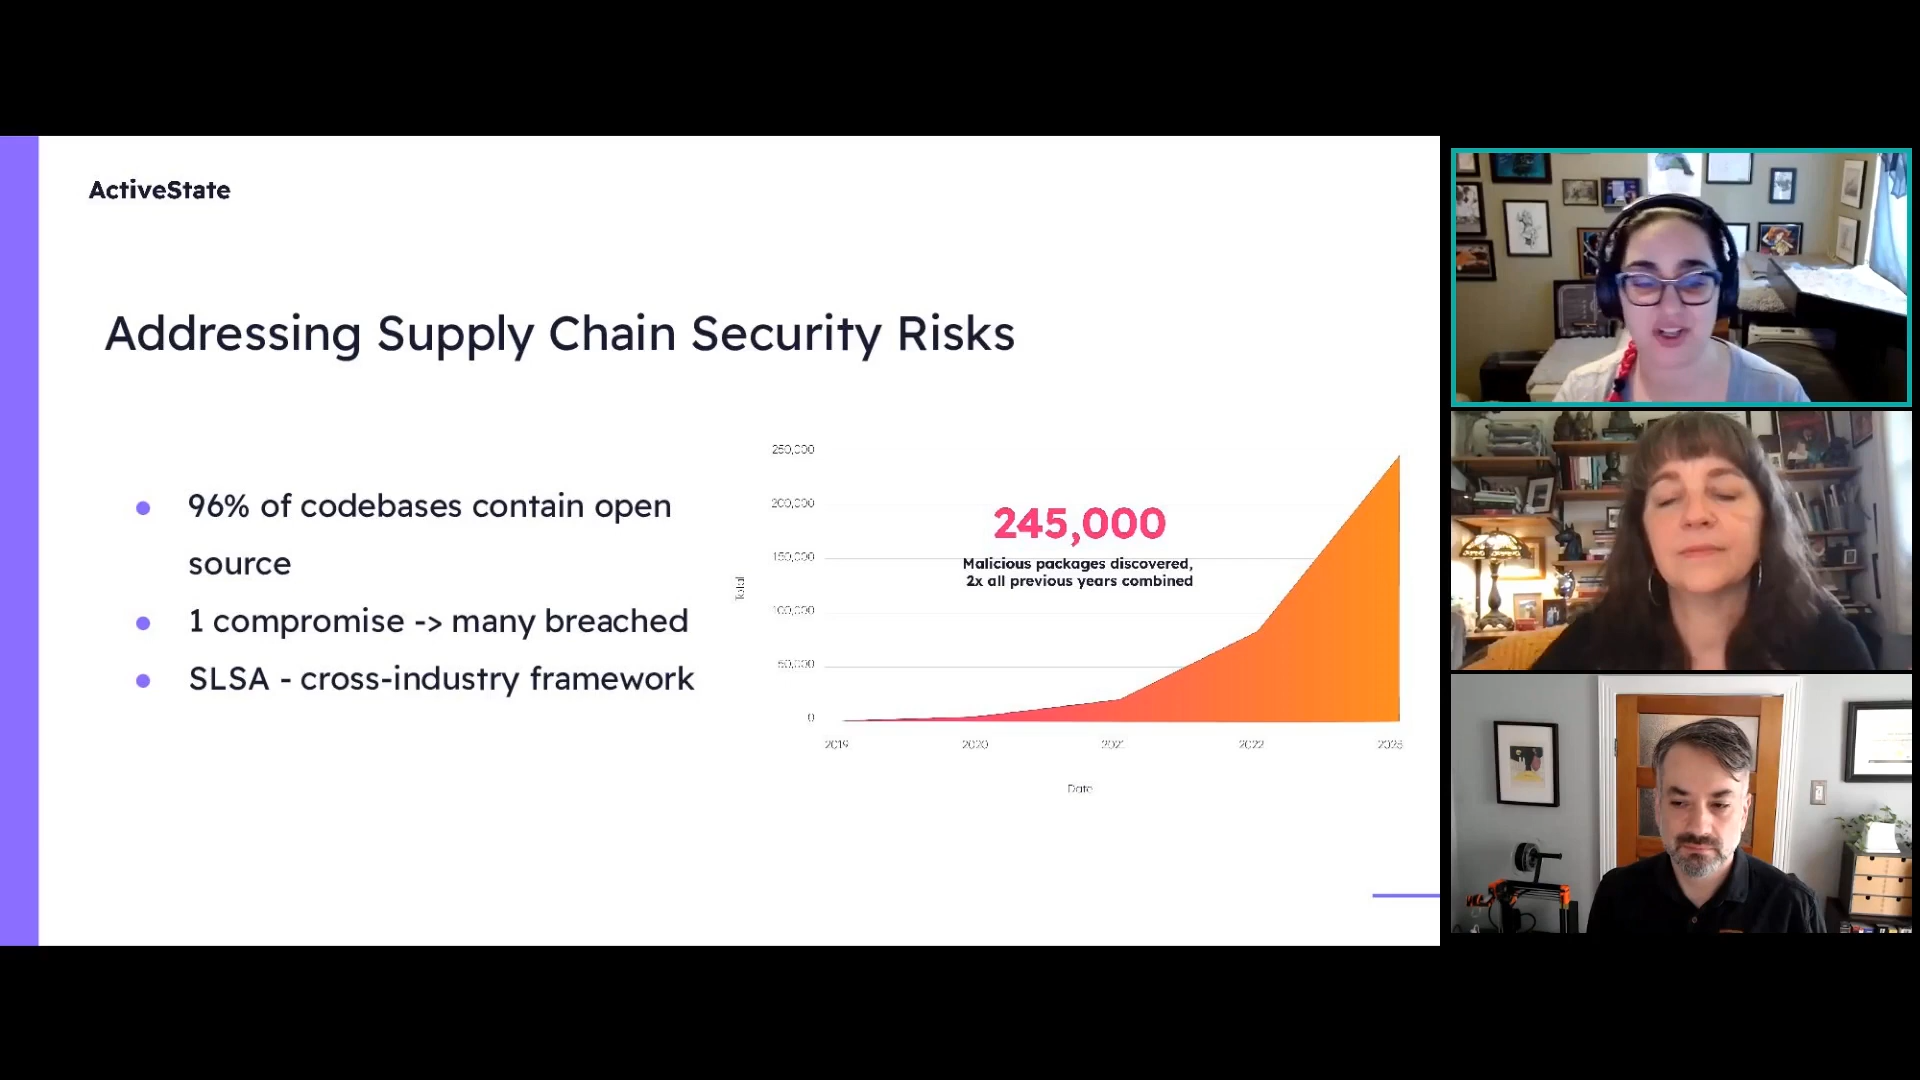 ActiveState
Addressing Supply Chain Security Risks
96% of codebases contain open
source
1 compromise -> many breached
SLSA - cross-industry framework
250,000
200,000
150,000
100,000
50,000
0
Total
245,000
Malicious packages discovered,
2x all previous years combined
2019 2020 2021 2022 2023
Date